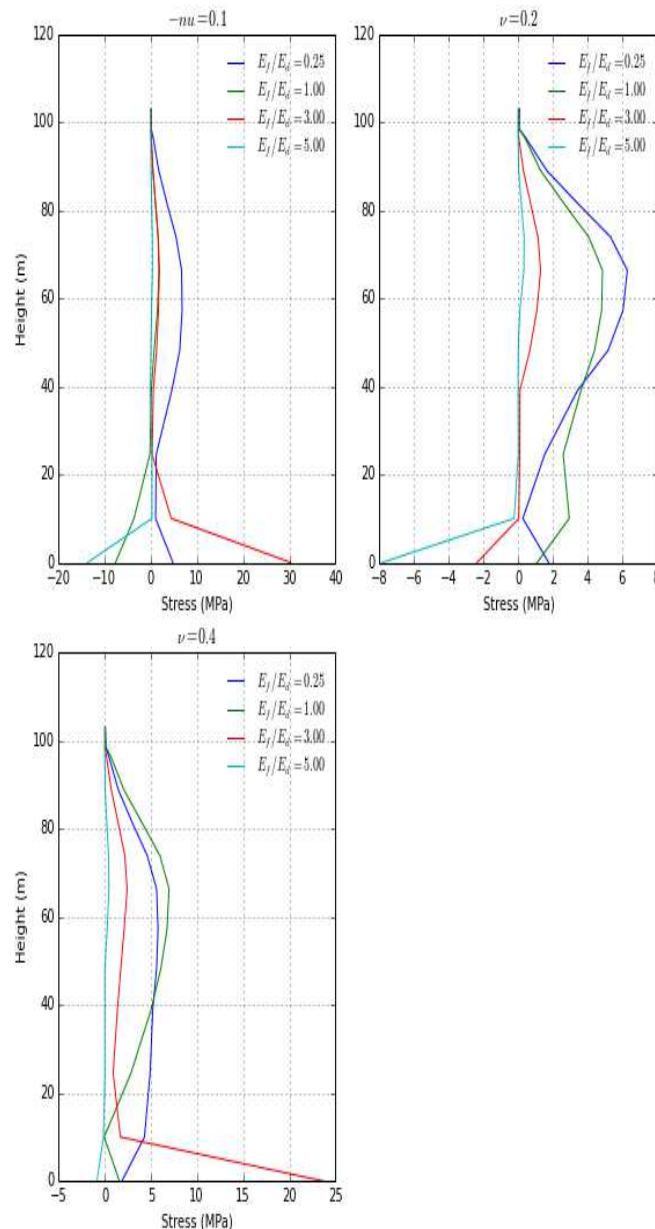 −nu=0.1
E_f/E_d=0.25
E_f/E_d=1.00
E_f/E_d=3.00
E_f/E_d=5.00
Height (m)
120
100
80
60
40
20
0
−20 −10 0 10 20 30 40
Stress (MPa)
ν=0.2
E_f/E_d=0.25
E_f/E_d=1.00
E_f/E_d=3.00
E_f/E_d=5.00
120
100
80
60
40
20
0
−8 −6 −4 −2 0 2 4 6 8
Stress (MPa)
ν=0.4
E_f/E_d=0.25
E_f/E_d=1.00
E_f/E_d=3.00
E_f/E_d=5.00
Height (m)
120
100
80
60
40
20
0
−5 0 5 10 15 20 25
Stress (MPa)